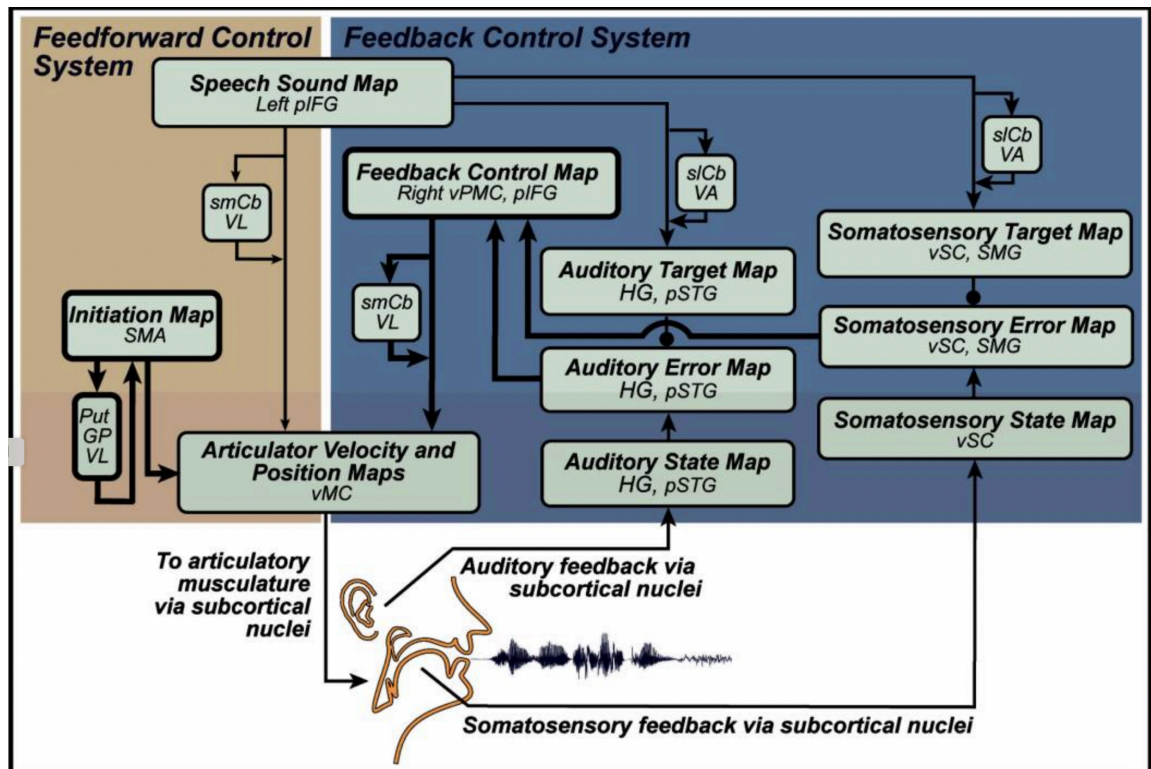 Feedforward Control
System
Feedback Control System
Speech Sound Map
Left pIFG
smCb
VL
Feedback Control Map
Right vPMC, pIFG
slCb
VA
slCb
VA
Somatosensory Target Map
vSC, SMG
Auditory Target Map
HG, pSTG
smCb
VL
Initiation Map
SMA
Somatosensory Error Map
vSC, SMG
Auditory Error Map
HG, pSTG
Put
GP
VL
Somatosensory State Map
vSC
Articulator Velocity and
Position Maps
vMC
Auditory State Map
HG, pSTG
To articulatory
musculature
via subcortical
nuclei
Auditory feedback via
subcortical nuclei
Somatosensory feedback via subcortical nuclei